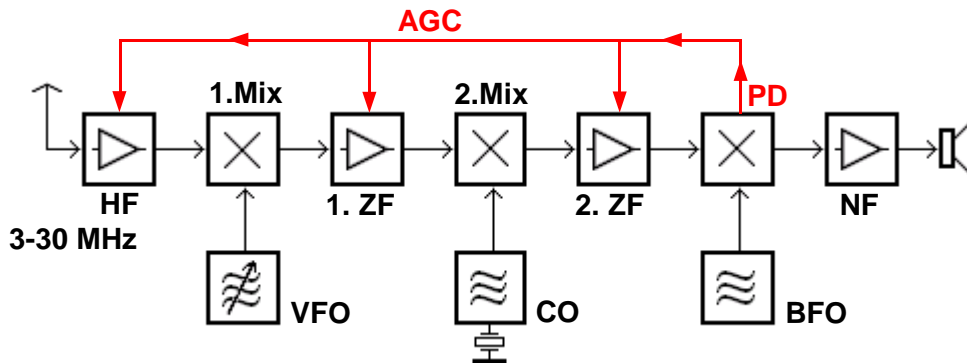 AGC
1.Mix
2.Mix
PD
HF
1. ZF
2. ZF
NF
3-30 MHz
VFO
CO
BFO